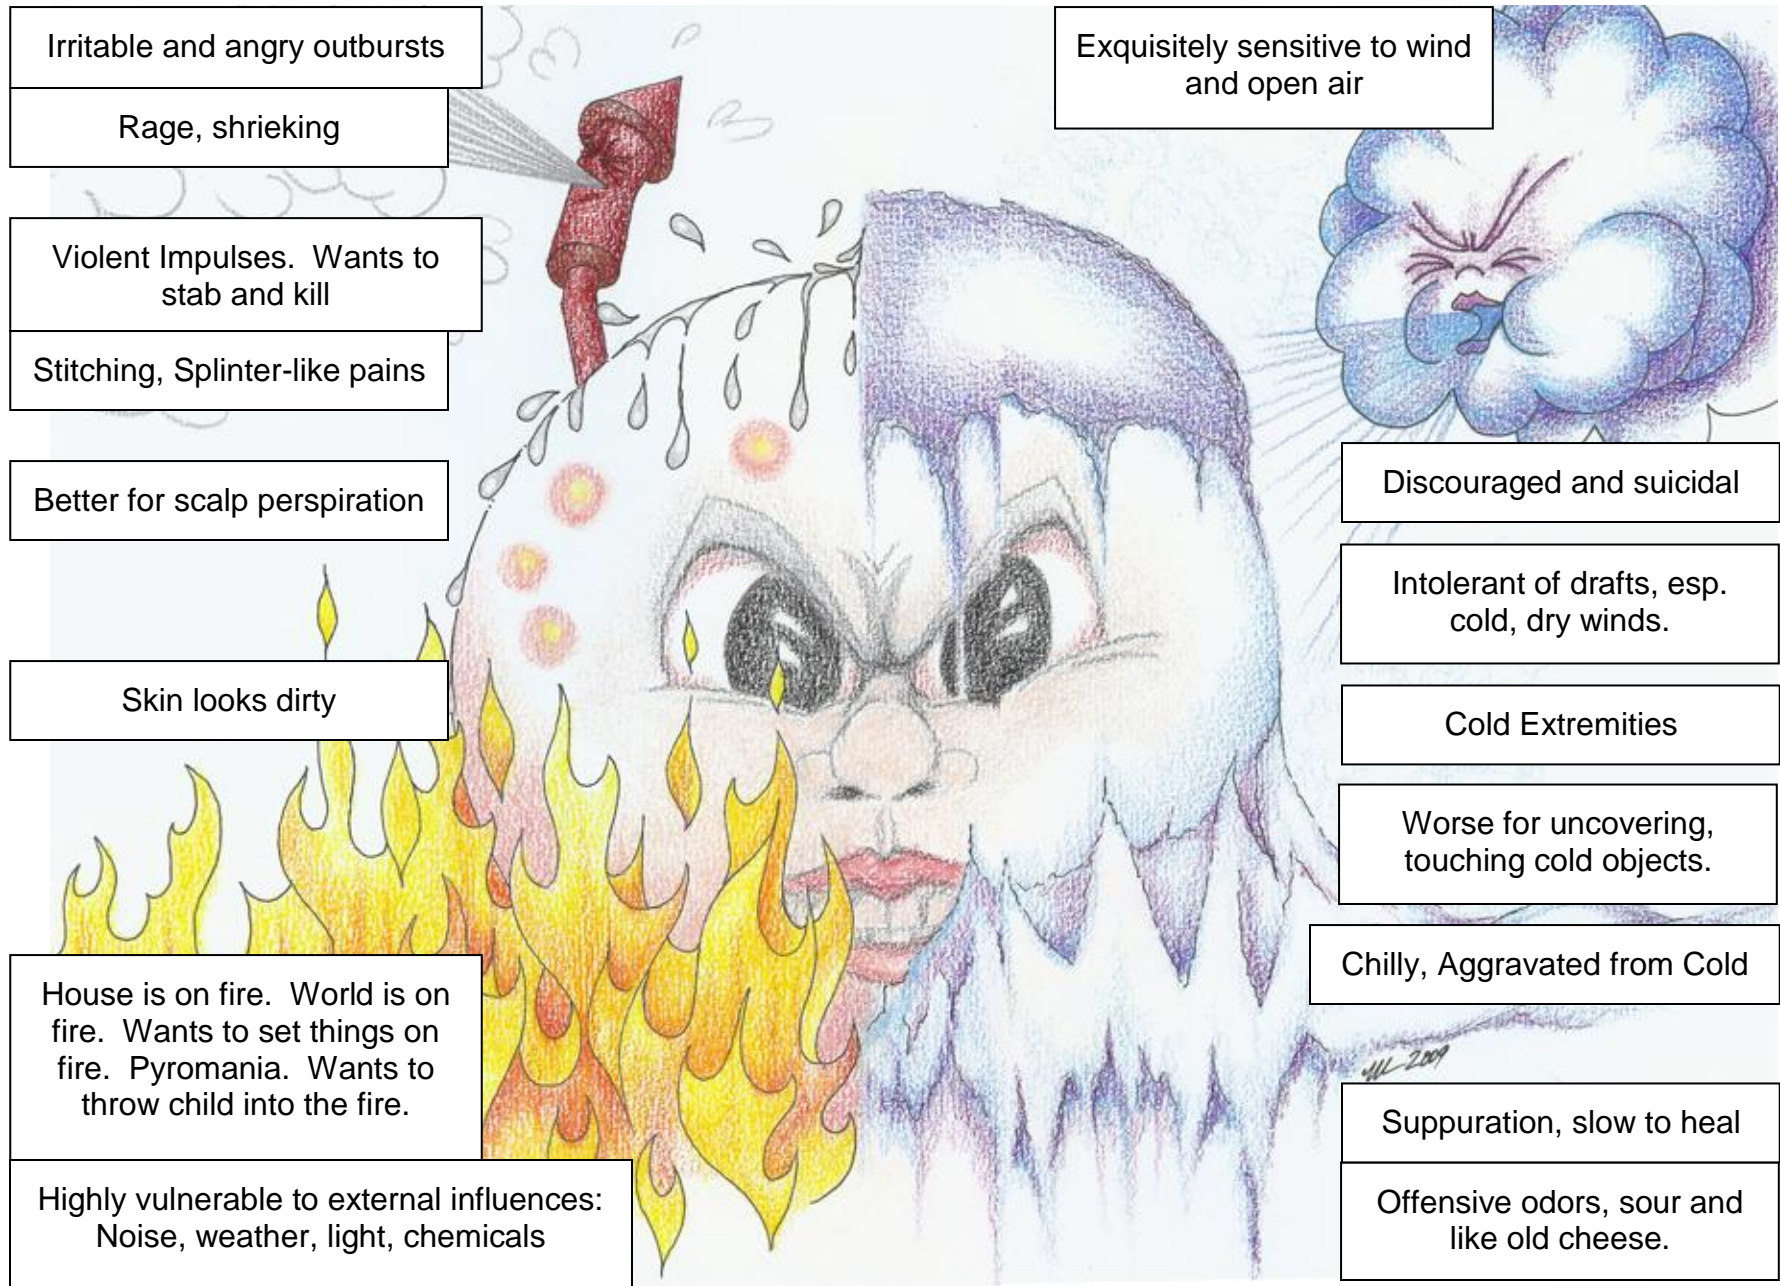 Irritable and angry outbursts
Rage, shrieking
Violent Impulses.  Wants to
stab and kill
Stitching, Splinter-like pains
Better for scalp perspiration
Skin looks dirty
House is on fire.  World is on
fire.  Wants to set things on
fire.  Pyromania.  Wants to
throw child into the fire.
Highly vulnerable to external influences:
Noise, weather, light, chemicals
Exquisitely sensitive to wind
and open air
Discouraged and suicidal
Intolerant of drafts, esp.
cold, dry winds.
Cold Extremities
Worse for uncovering,
touching cold objects.
Chilly, Aggravated from Cold
2009
Suppuration, slow to heal
Offensive odors, sour and
like old cheese.